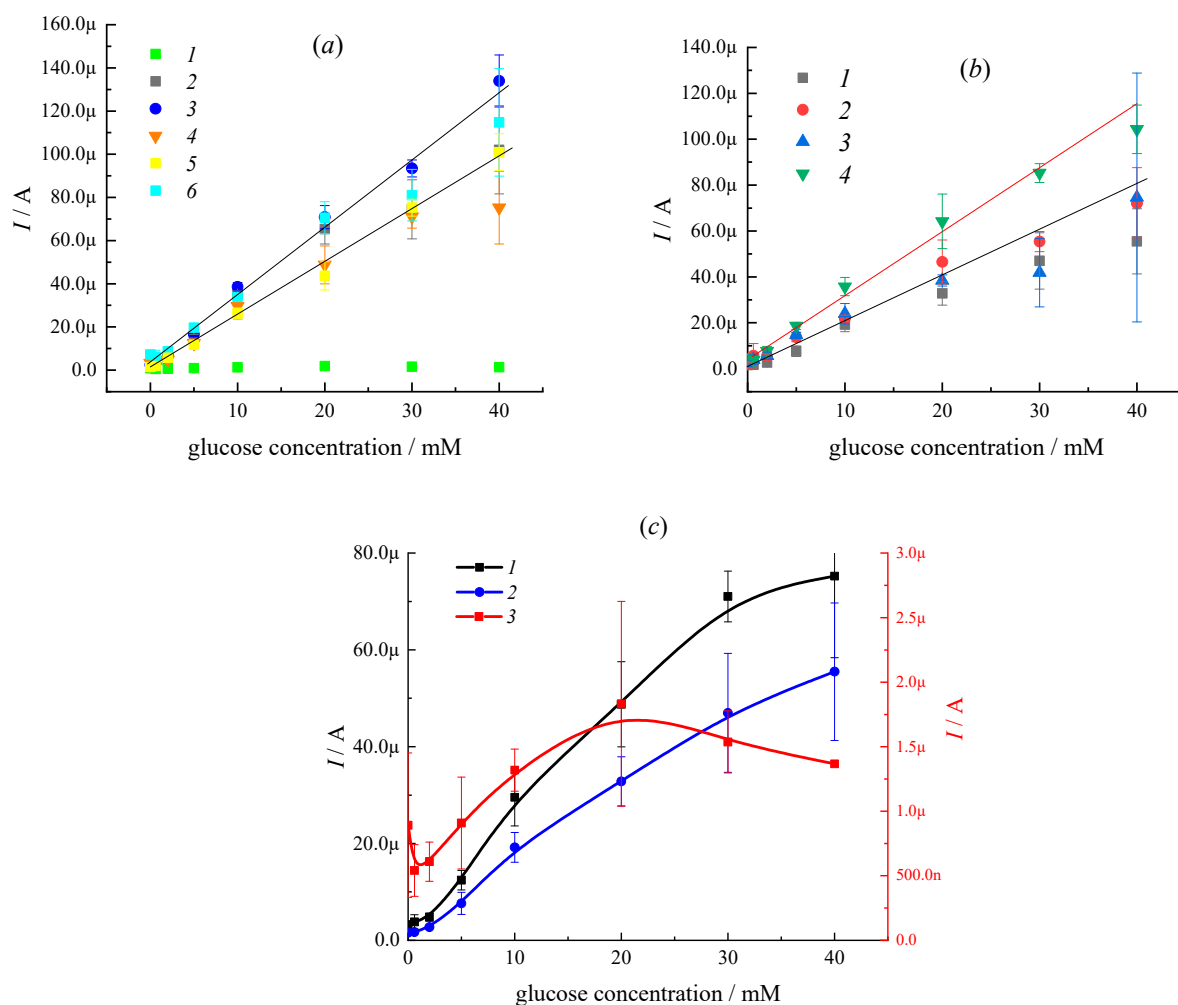 (a)
160.0µ
140.0µ
120.0µ
100.0µ
80.0µ
60.0µ
40.0µ
20.0µ
0.0
I / A
1
2
3
4
5
6
0 10 20 30 40
glucose concentration / mM
(b)
140.0µ
120.0µ
100.0µ
80.0µ
60.0µ
40.0µ
20.0µ
0.0
I / A
1
2
3
4
0 10 20 30 40
glucose concentration / mM
(c)
80.0µ
60.0µ
40.0µ
20.0µ
0.0
I / A
1
2
3
3.0µ
2.5µ
2.0µ
1.5µ
1.0µ
500.0n
0.0
I / A
0 10 20 30 40
glucose concentration / mM